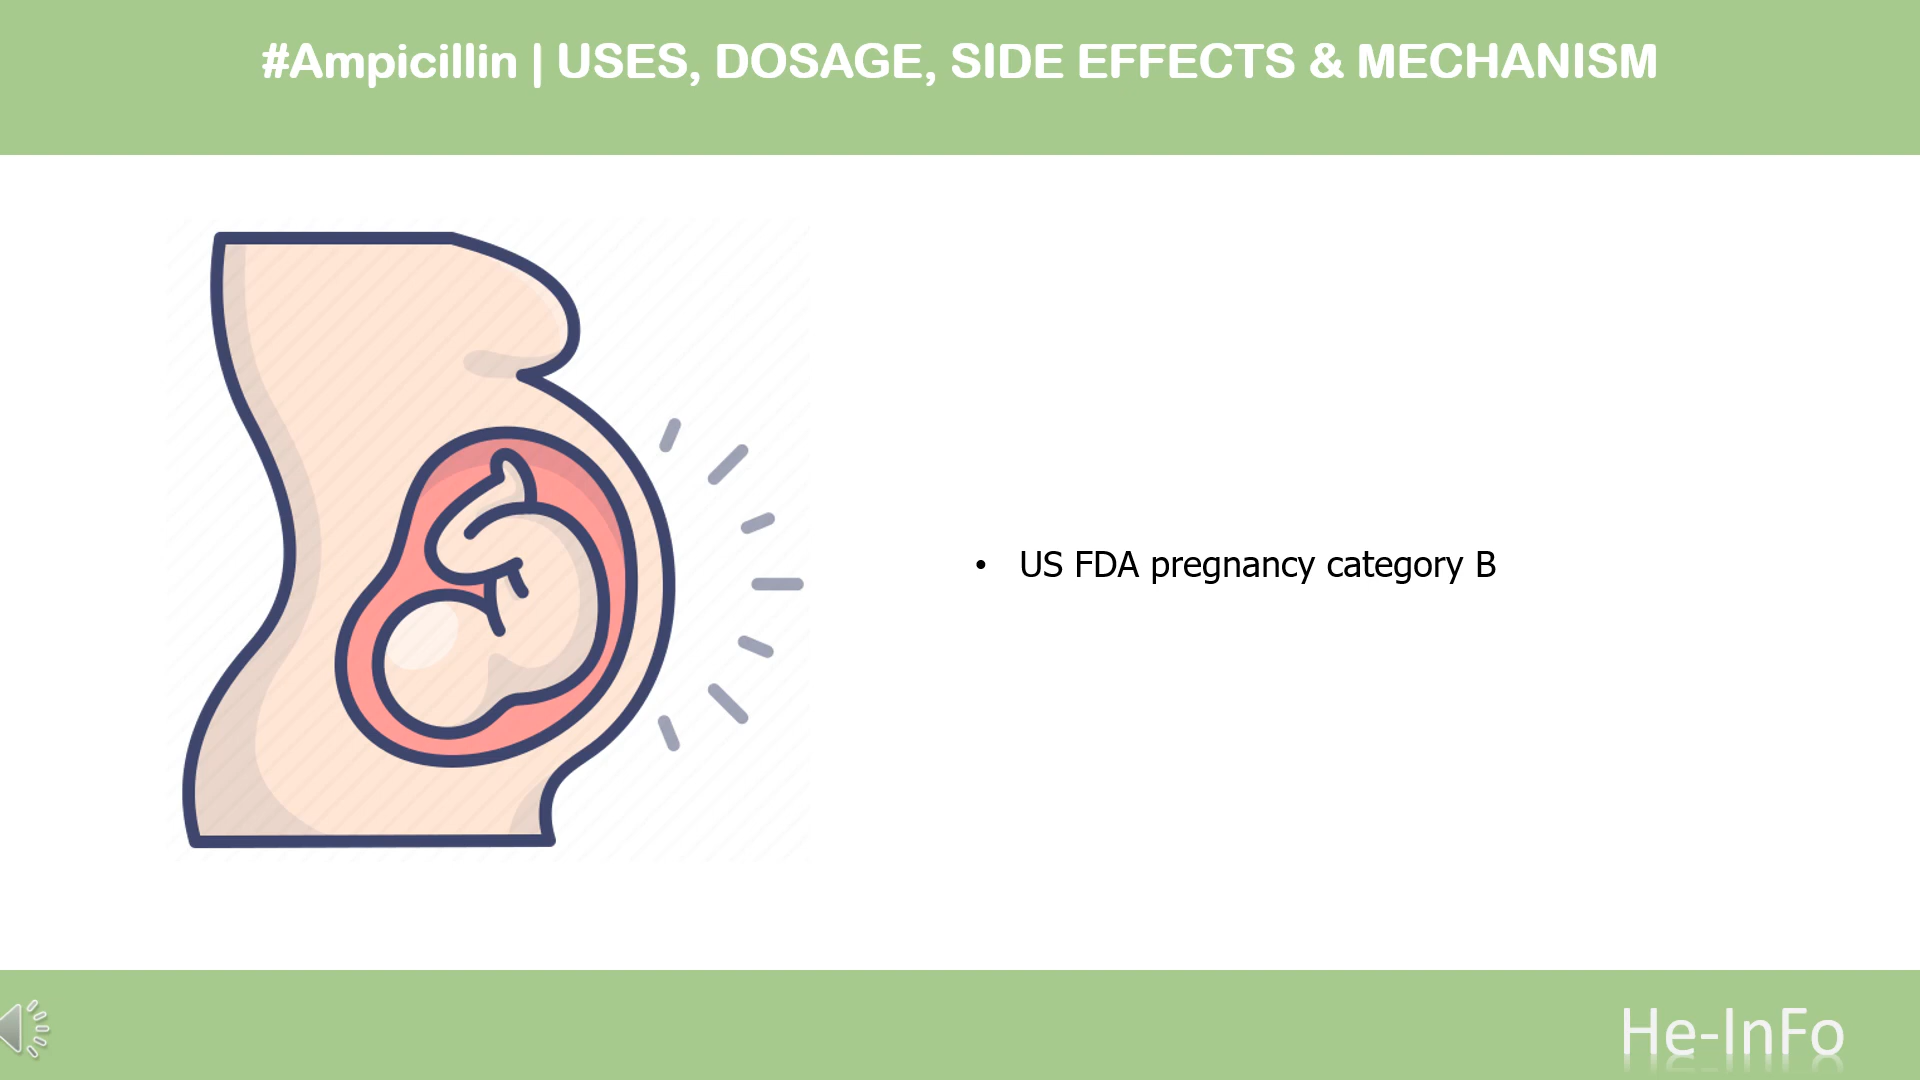 #Ampicillin | USES, DOSAGE, SIDE EFFECTS & MECHANISM
• US FDA pregnancy category B
He-InFo